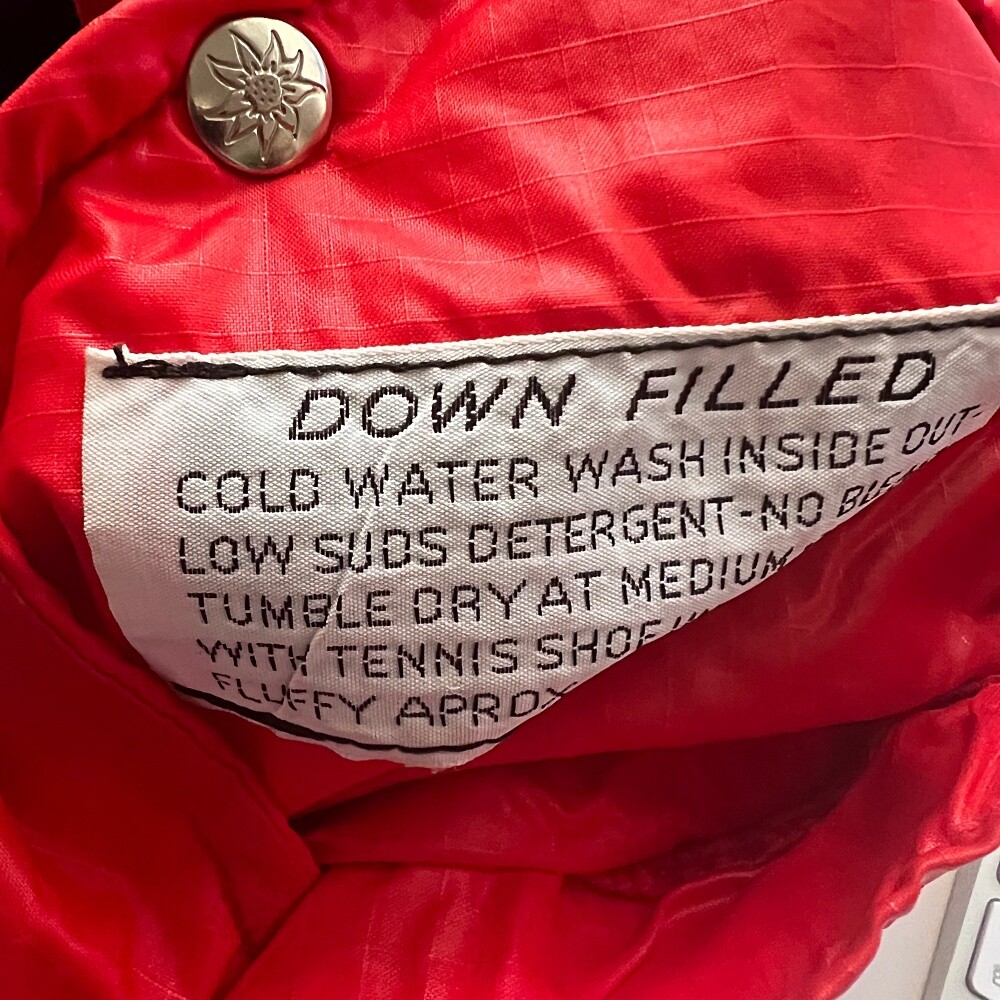 DOWN FILLED
COLD WATER WASH INSIDE OUT-
LOW SUDS DETERGENT-NO
TUMBLE DRY AT MEDIUM
WITH TENNIS SHOE
FLUFFY APROX